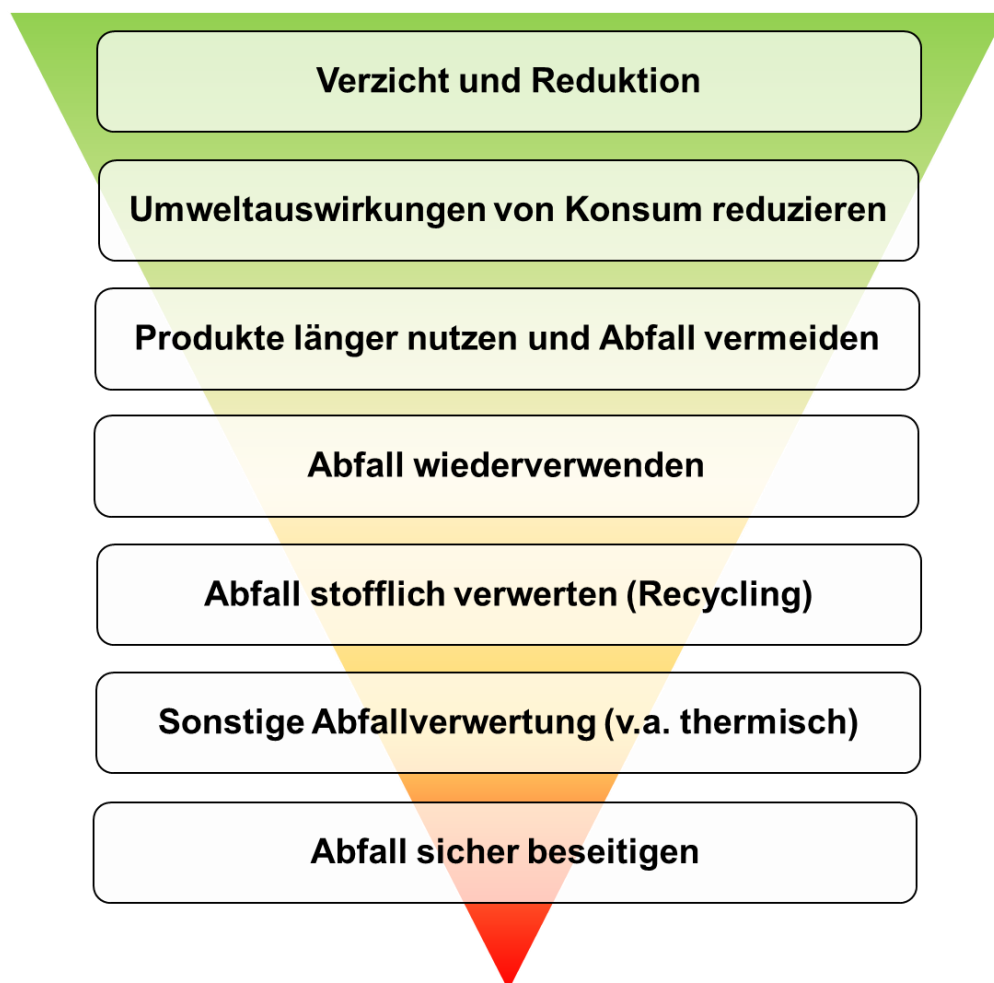 Verzicht und Reduktion
Umweltauswirkungen von Konsum reduzieren
Produkte länger nutzen und Abfall vermeiden
Abfall wiederverwenden
Abfall stofflich verwerten (Recycling)
Sonstige Abfallverwertung (v.a. thermisch)
Abfall sicher beseitigen